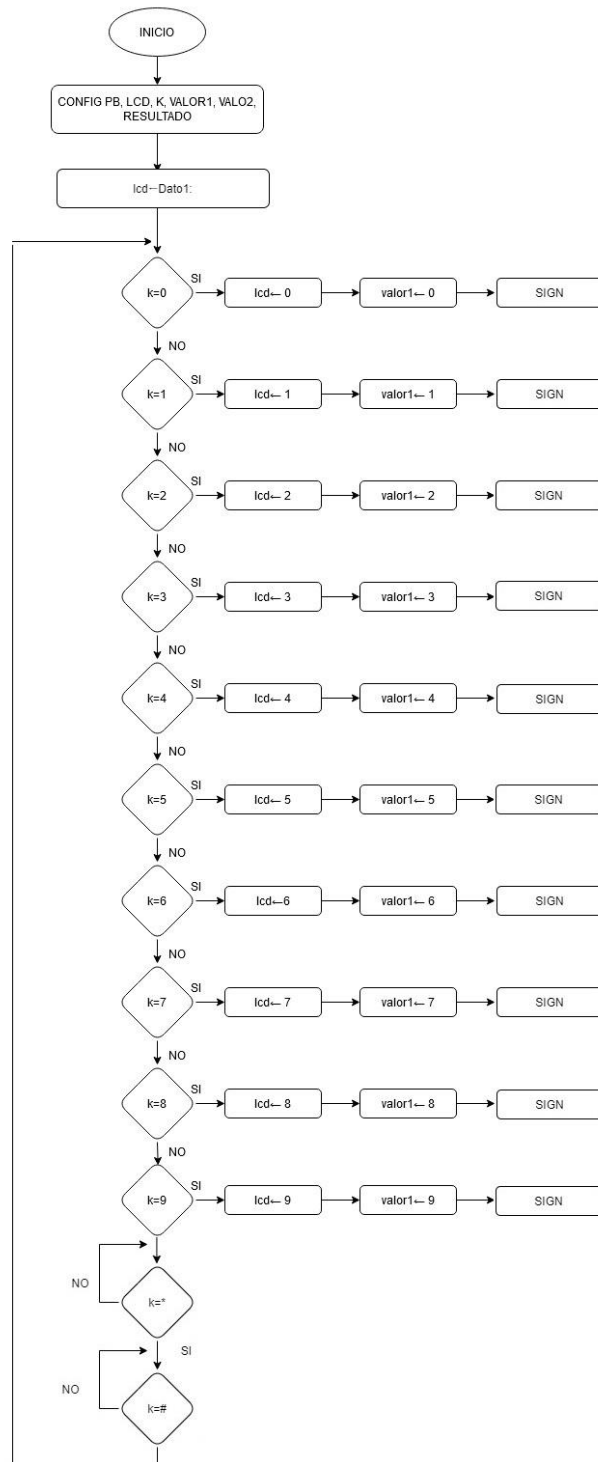 INICIO
CONFIG PB, LCD, K, VALOR1, VALO2,
RESULTADO
lcd←Dato1:
k=0
SI
lcd← 0
valor1← 0
SIGN
NO
k=1
SI
lcd← 1
valor1← 1
SIGN
NO
k=2
SI
lcd← 2
valor1← 2
SIGN
NO
k=3
SI
lcd← 3
valor1← 3
SIGN
NO
k=4
SI
lcd← 4
valor1← 4
SIGN
NO
k=5
SI
lcd← 5
valor1← 5
SIGN
NO
k=6
SI
lcd←6
valor1← 6
SIGN
NO
k=7
SI
lcd← 7
valor1← 7
SIGN
NO
k=8
SI
lcd← 8
valor1← 8
SIGN
NO
k=9
SI
lcd← 9
valor1← 9
SIGN
NO
k=*
SI
NO
k=#